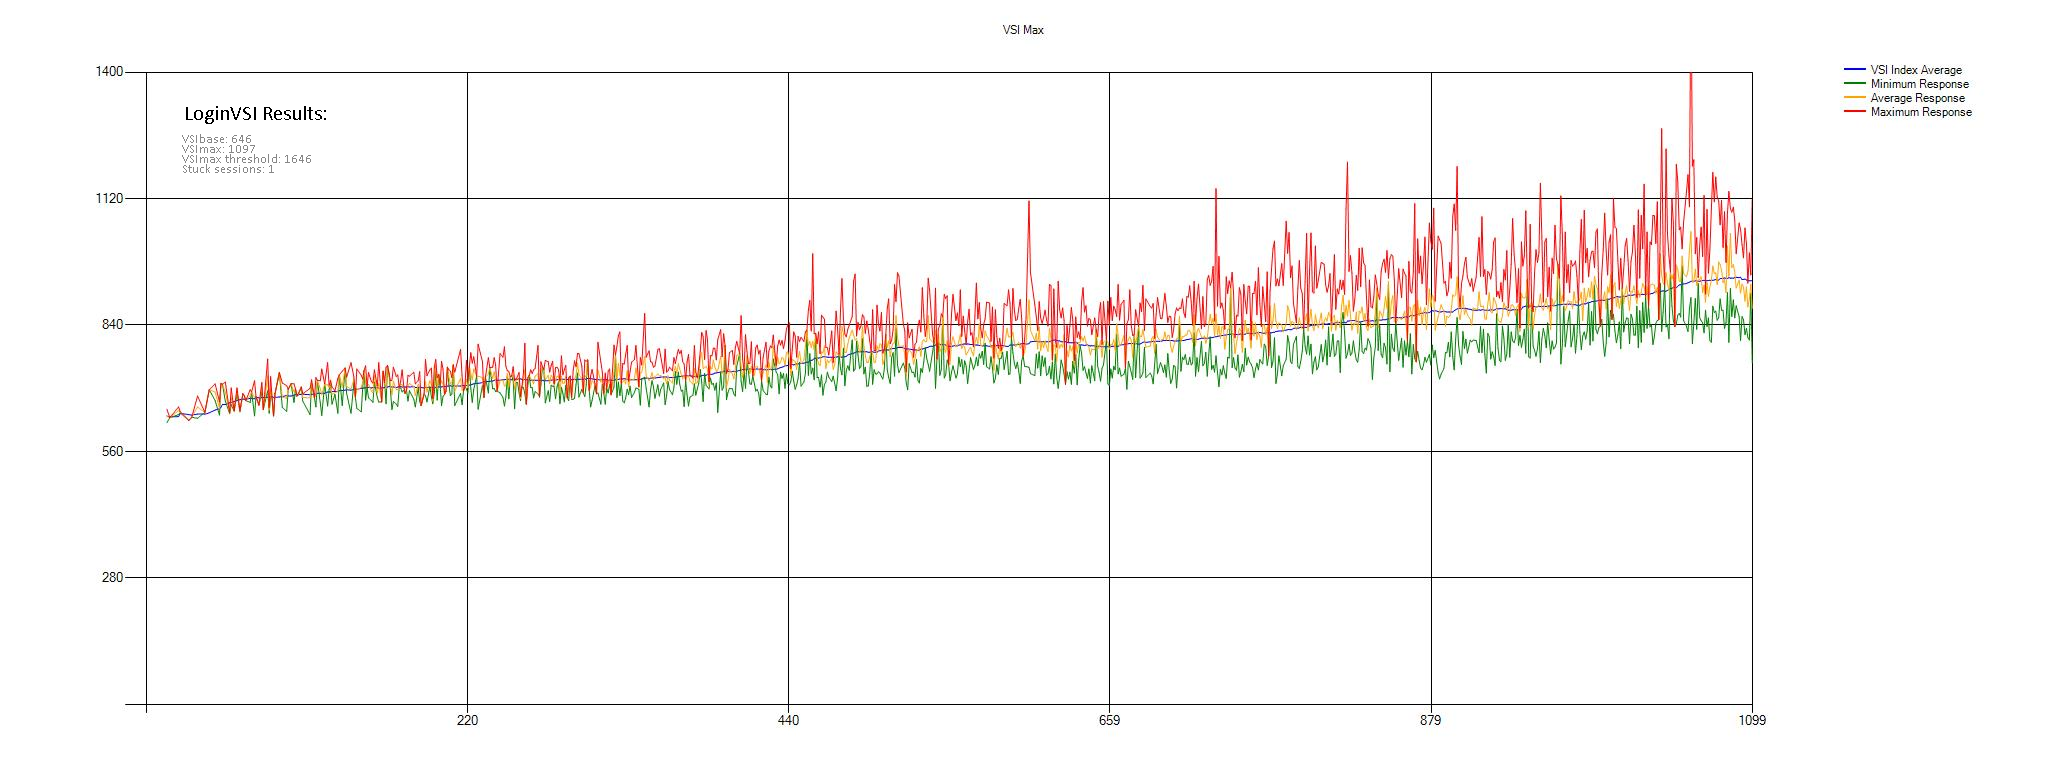 VSI Max
1400
1120
840
560
280
220
440
659
879
1099
LoginVSI Results:
VSIbase: 646
VSImax: 1097
VSImax threshold: 1646
Stuck sessions: 1
VSI Index Average
Minimum Response
Average Response
Maximum Response